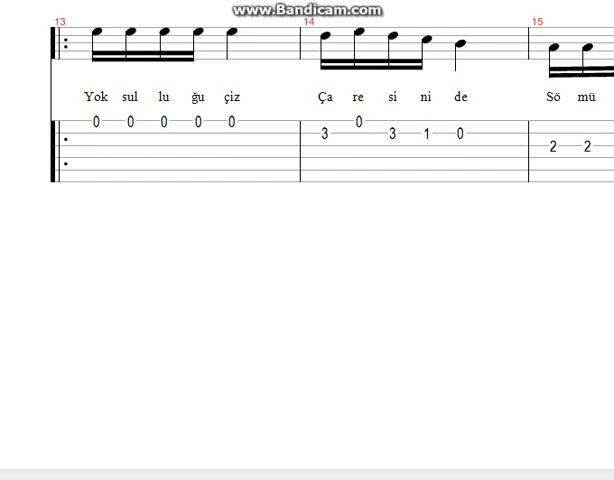 www.Bandicam.com
13 14 15
Yok sul lu ğu çiz Ça re si ni de Sö mü
0 0 0 0 0 0
3 3 1 0
2 2